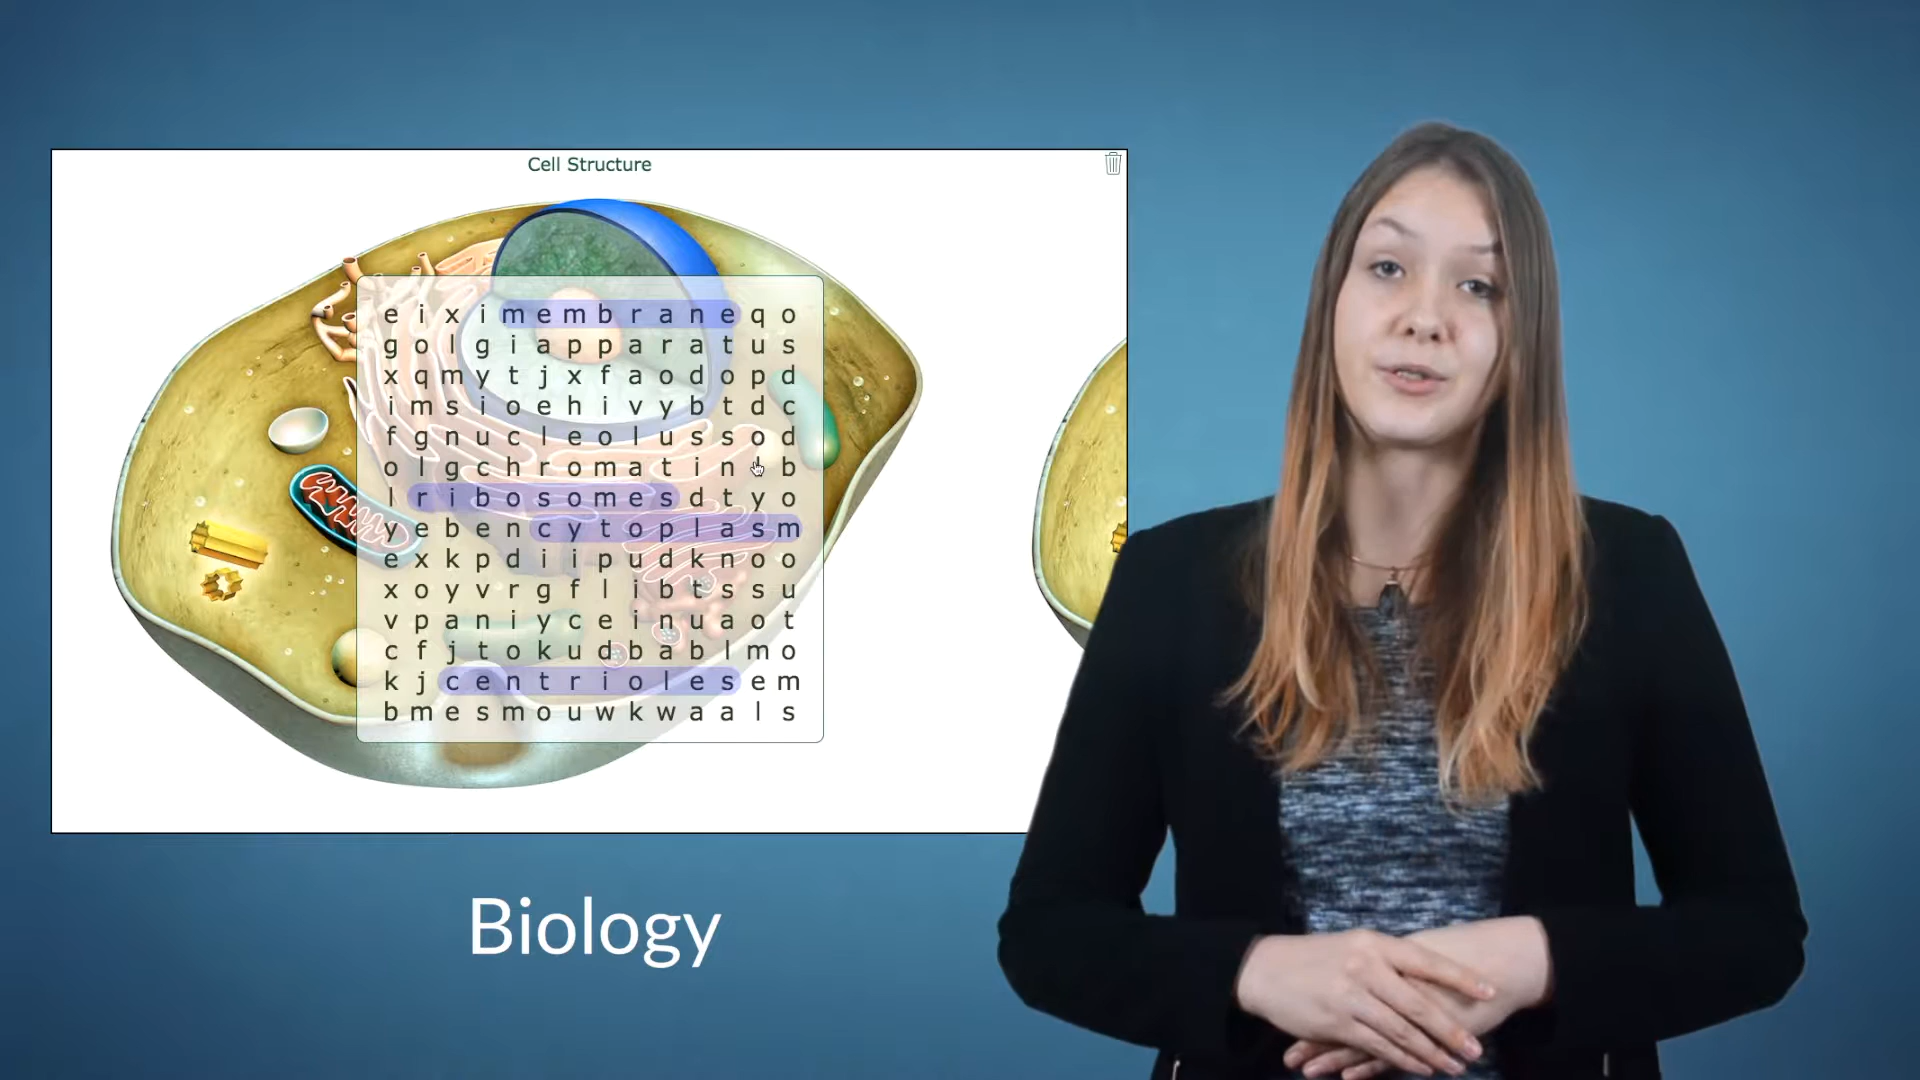 Cell Structure
e i x i m e m b r a n e q o
g o l g i a p p a r a t u s
x q m y t j x f a o d o p d
i m s i o e h i v y b t d c
f g n u c l e o l u s s o d
o l g c h r o m a t i n b
l r i b o s o m e s d t y o
y e b e n c y t o p l a s m
e x k p d i i p u d k n o o
x o y v r g f l i b t s s u
v p a n i y c e i n u a o t
c f j t o k u d b a b l m o
k j c e n t r i o l e s e m
b m e s m o u w k w a a l s
Biology